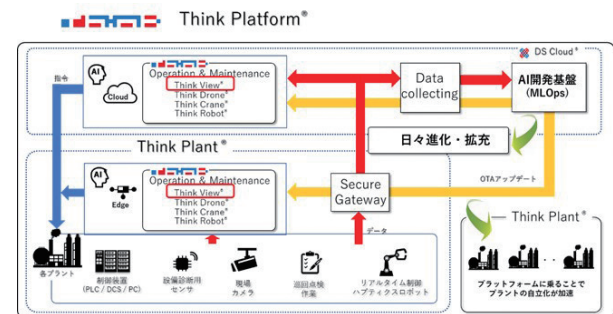 Think Platform®
DS Cloud®
指令
AI
Cloud
Operation & Maintenance
Think View®
Think Drone®
Think Crane®
Think Robot®
Data
collecting
AI開発基盤
(MLOps)
日々進化・拡充
Think Plant®
AI
Edge
Operation & Maintenance
Think View®
Think Drone®
Think Crane®
Think Robot®
Secure
Gateway
OTAアップデート
データ
各プラント
制御装置
(PLC / DCS / PC)
設備診断用
センサ
現場
カメラ
巡回点検
作業
リアルタイム制御
ハプティクスロボット
Think Plant®
プラットフォームに乗ることで
プラントの自立化が加速